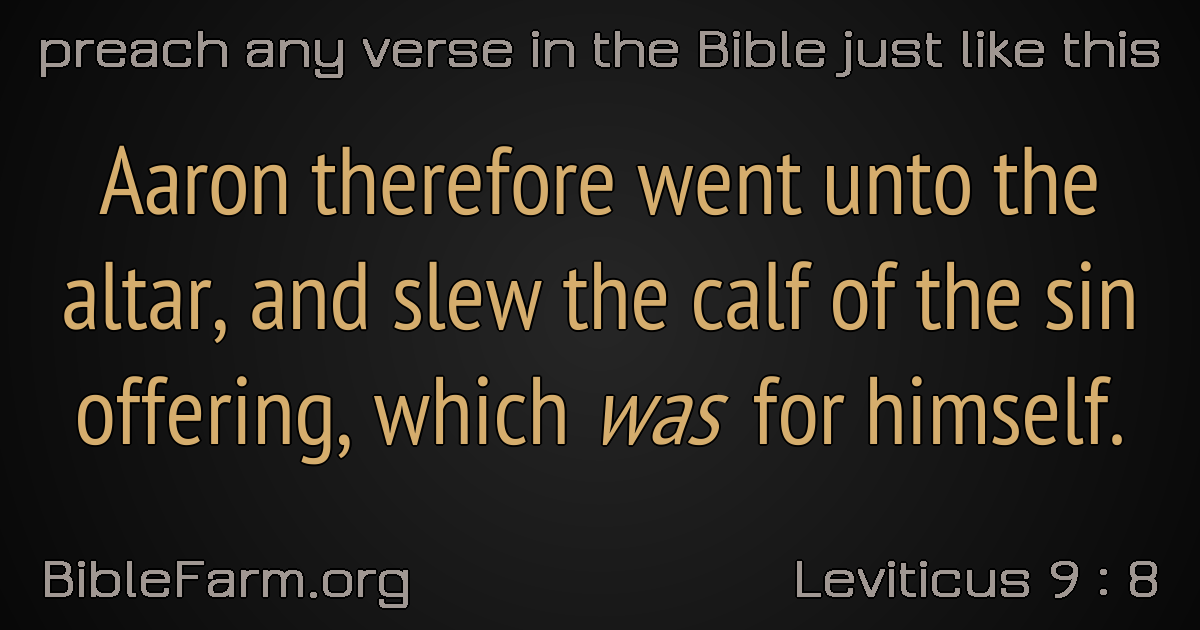 preach any verse in the Bible just like this
Aaron therefore went unto the
altar, and slew the calf of the sin
offering, which was for himself.
BibleFarm.org
Leviticus 9 : 8